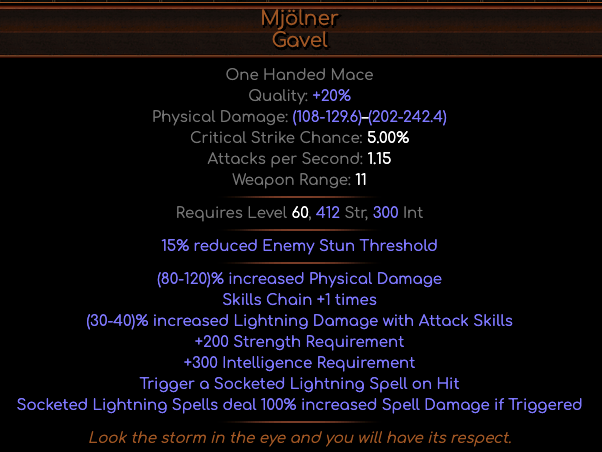 Mjölner
Gavel
One Handed Mace
Quality: +20%
Physical Damage: (108-129.6)–(202-242.4)
Critical Strike Chance: 5.00%
Attacks per Second: 1.15
Weapon Range: 11
Requires Level 60, 412 Str, 300 Int
15% reduced Enemy Stun Threshold
(80-120)% increased Physical Damage
Skills Chain +1 times
(30-40)% increased Lightning Damage with Attack Skills
+200 Strength Requirement
+300 Intelligence Requirement
Trigger a Socketed Lightning Spell on Hit
Socketed Lightning Spells deal 100% increased Spell Damage if Triggered
Look the storm in the eye and you will have its respect.